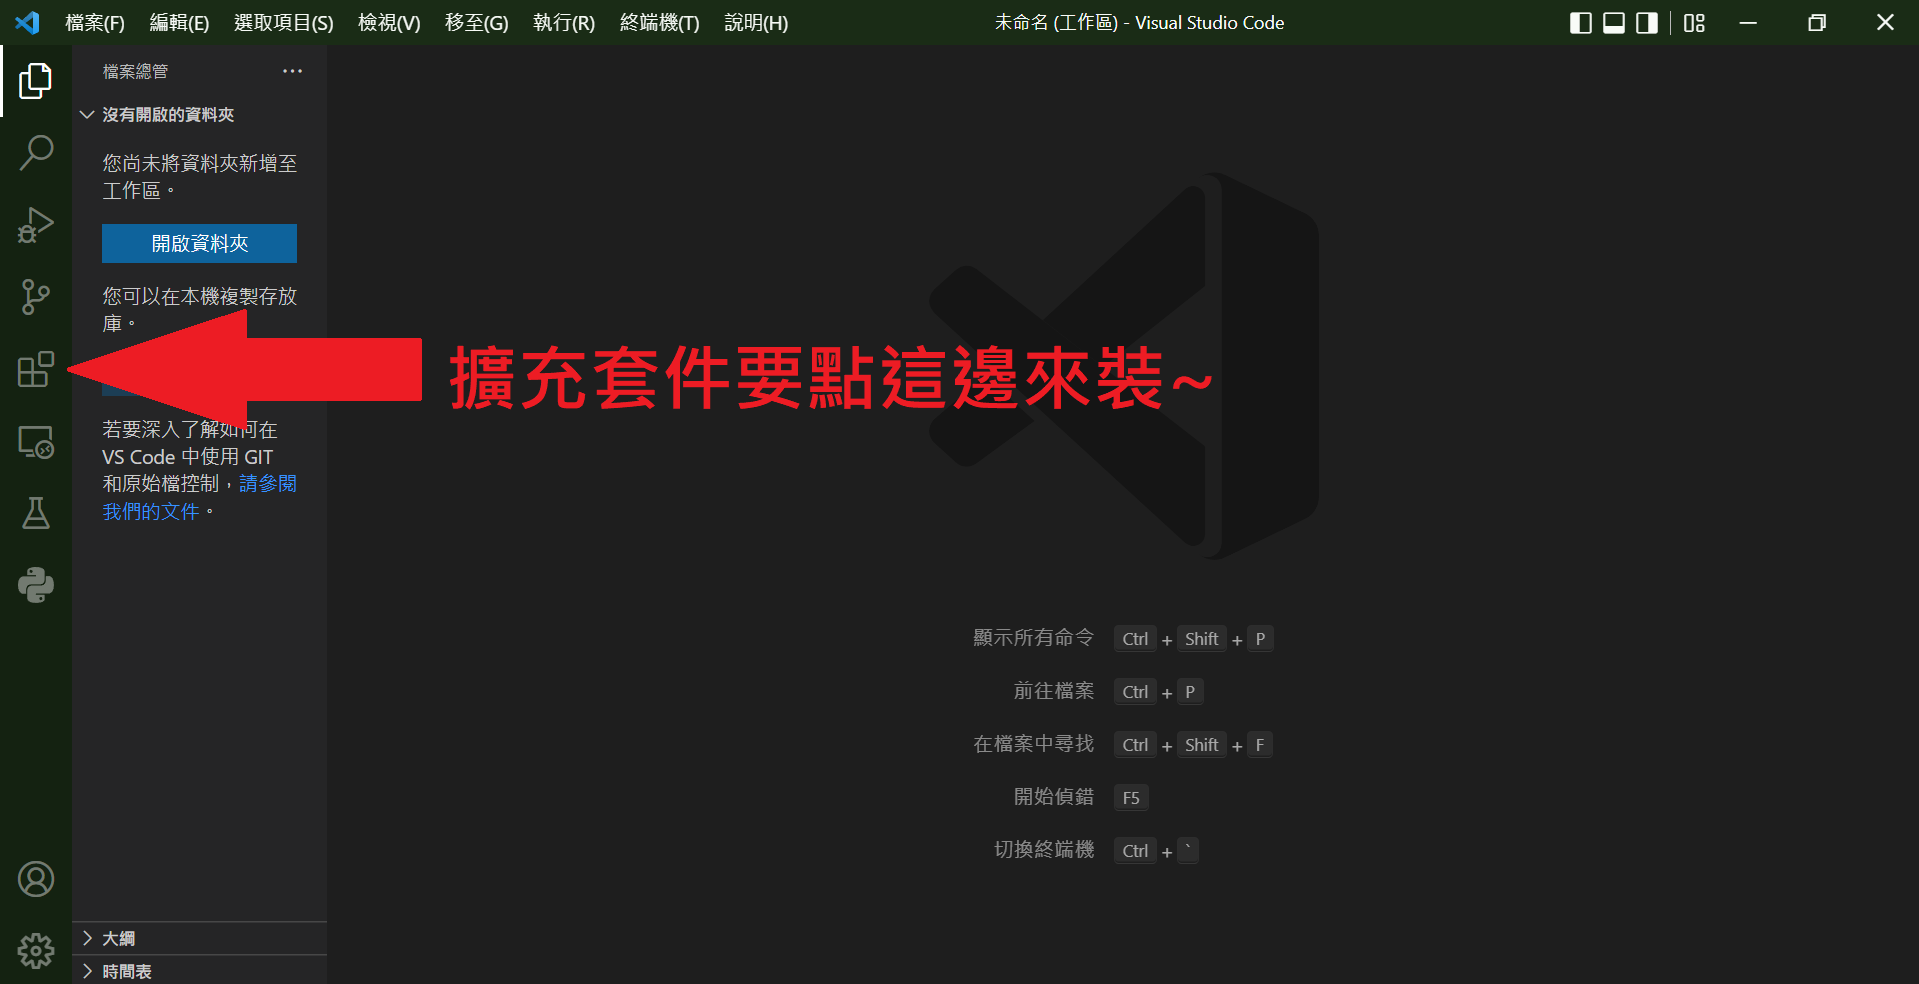 檔案(F) 編輯(E) 選取項目(S) 檢視(V) 移至(G) 執行(R) 終端機(T) 說明(H) 未命名 (工作區) - Visual Studio Code
檔案總管
沒有開啟的資料夾
您尚未將資料夾新增至
工作區。
開啟資料夾
您可以在本機複製存放
庫。
擴充套件要點這邊來裝~
若要深入了解如何在
VS Code 中使用 GIT
和原始檔控制，請參閱
我們的文件。
顯示所有命令 Ctrl + Shift + P
前往檔案 Ctrl + P
在檔案中尋找 Ctrl + Shift + F
開始偵錯 F5
切換終端機 Ctrl + `
大綱
時間表